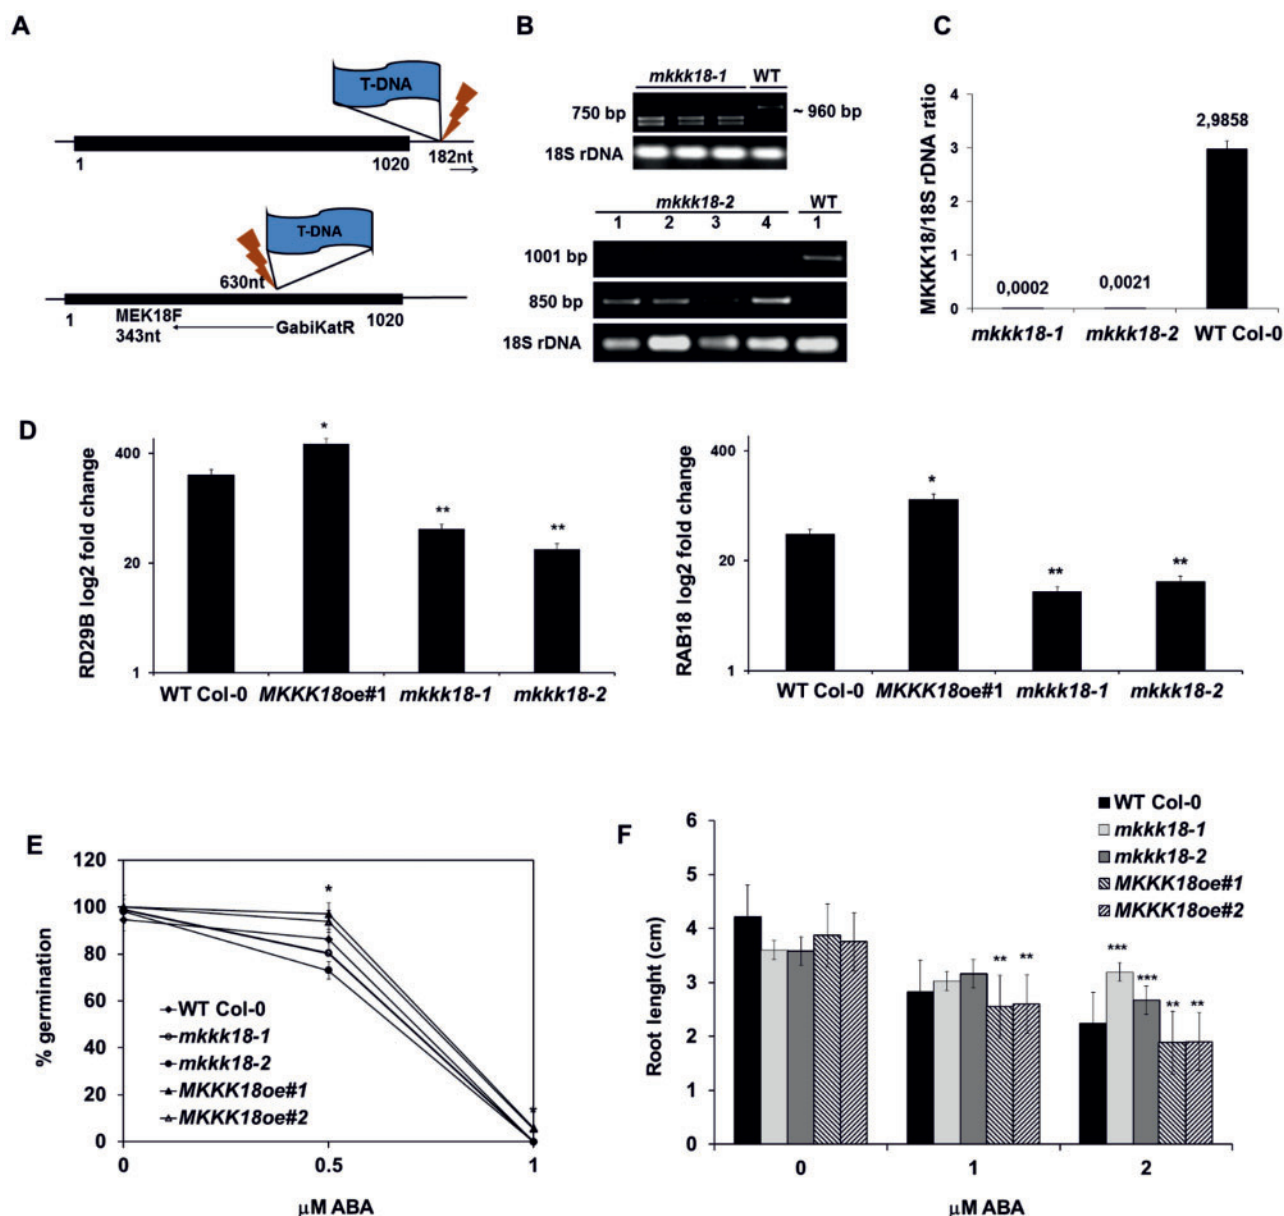 A
T-DNA
1
1020
182nt
T-DNA
630nt
1
MEK18F
343nt
GabiKatR
1020
B
mkkk18-1
WT
750 bp
~ 960 bp
18S rDNA
mkkk18-2
WT
1 2 3 4 1
1001 bp
850 bp
18S rDNA
C
MKKK18/18S rDNA ratio
4
3
2
1
0
0,0002
0,0021
2,9858
mkkk18-1
mkkk18-2
WT Col-0
D
RD29B log2 fold change
400
20
1
*
**
**
WT Col-0
MKKK18oe#1
mkkk18-1
mkkk18-2
RAB18 log2 fold change
400
20
1
*
**
**
WT Col-0
MKKK18oe#1
mkkk18-1
mkkk18-2
E
% germination
120
100
80
60
40
20
0
*
*
WT Col-0
mkkk18-1
mkkk18-2
MKKK18oe#1
MKKK18oe#2
0
0.5
1
µM ABA
F
WT Col-0
mkkk18-1
mkkk18-2
MKKK18oe#1
MKKK18oe#2
Root lenght (cm)
6
5
4
3
2
1
0
**
**
***
***
**
**
0
1
2
µM ABA